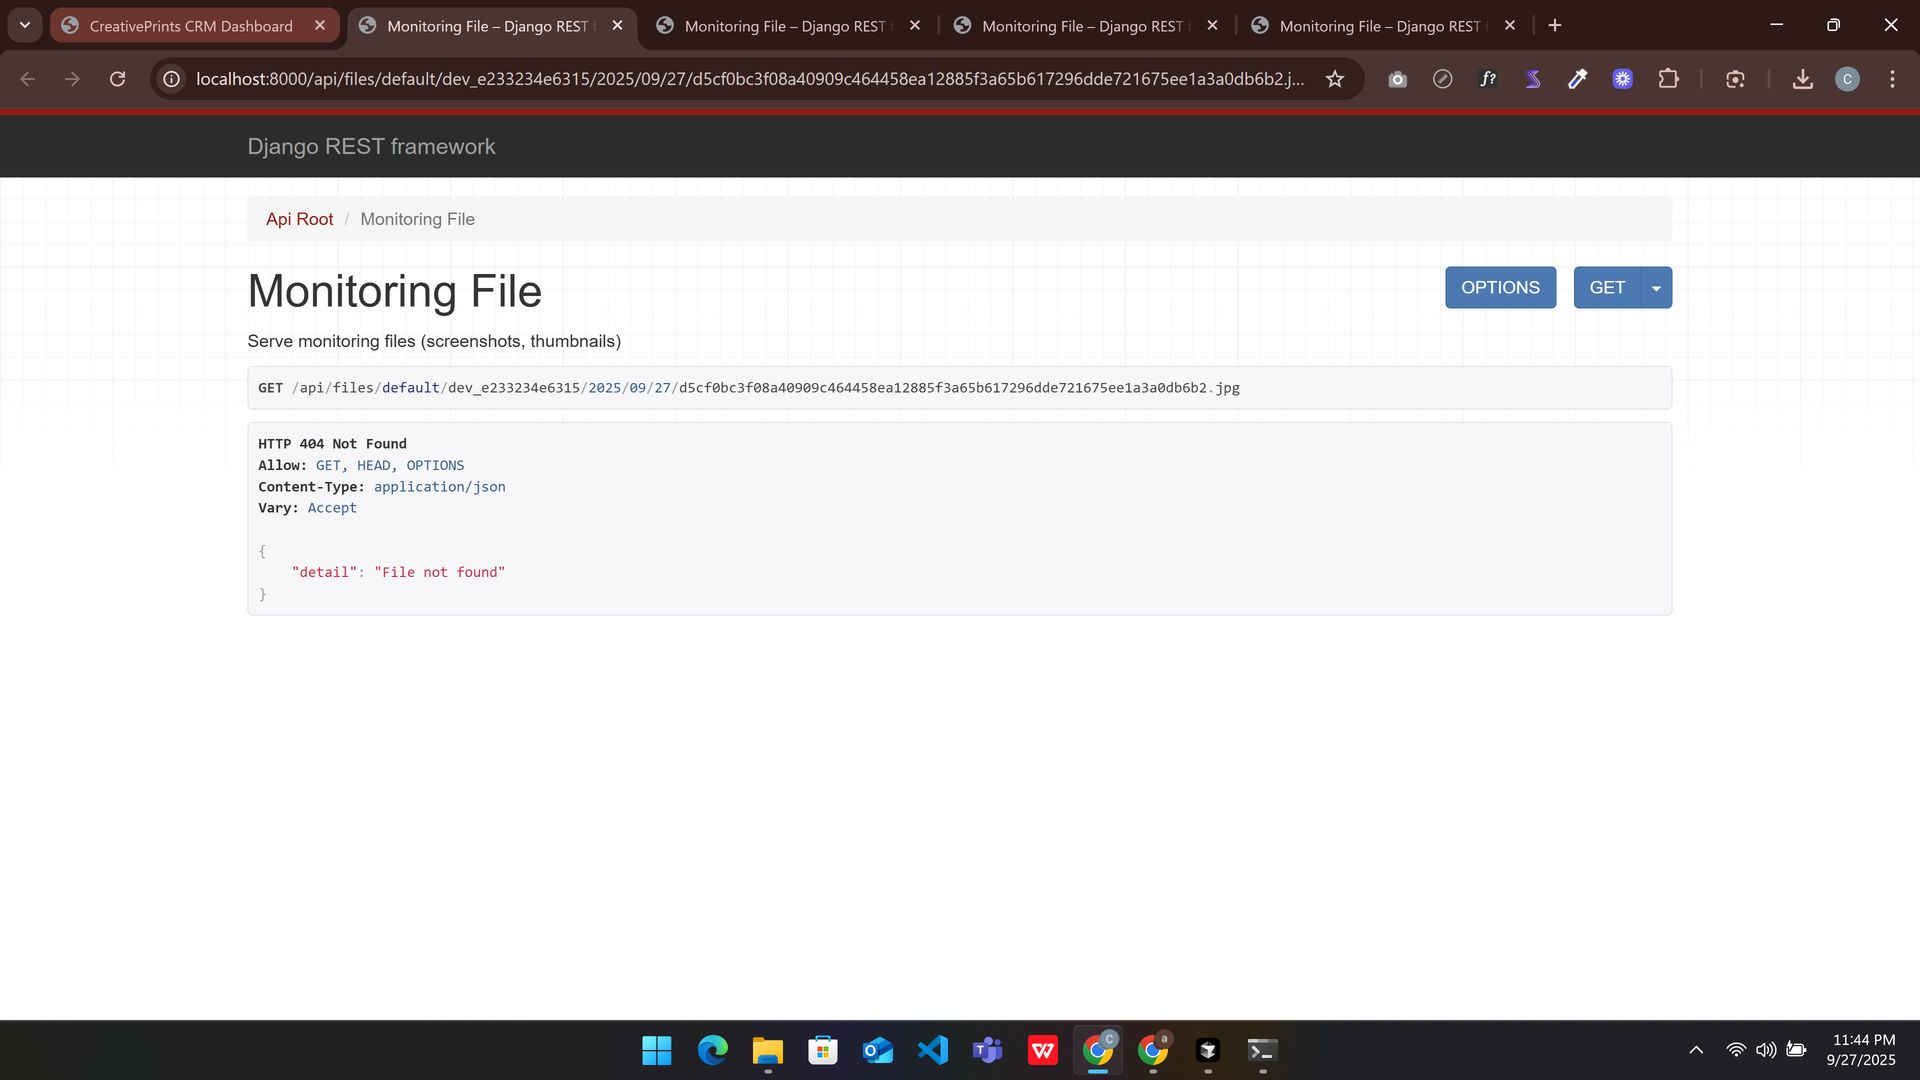 CreativePrints CRM Dashboard
Monitoring File – Django REST
Monitoring File – Django REST
Monitoring File – Django REST
Monitoring File – Django REST
localhost:8000/api/files/default/dev_e233234e6315/2025/09/27/d5cf0bc3f08a40909c464458ea12885f3a65b617296dde721675ee1a3a0db6b2.j...
f?
C
Django REST framework
Api Root / Monitoring File
Monitoring File
OPTIONS
GET
Serve monitoring files (screenshots, thumbnails)
GET /api/files/default/dev_e233234e6315/2025/09/27/d5cf0bc3f08a40909c464458ea12885f3a65b617296dde721675ee1a3a0db6b2.jpg
HTTP 404 Not Found
Allow: GET, HEAD, OPTIONS
Content-Type: application/json
Vary: Accept
{
"detail": "File not found"
}
C
a
11:44 PM
9/27/2025